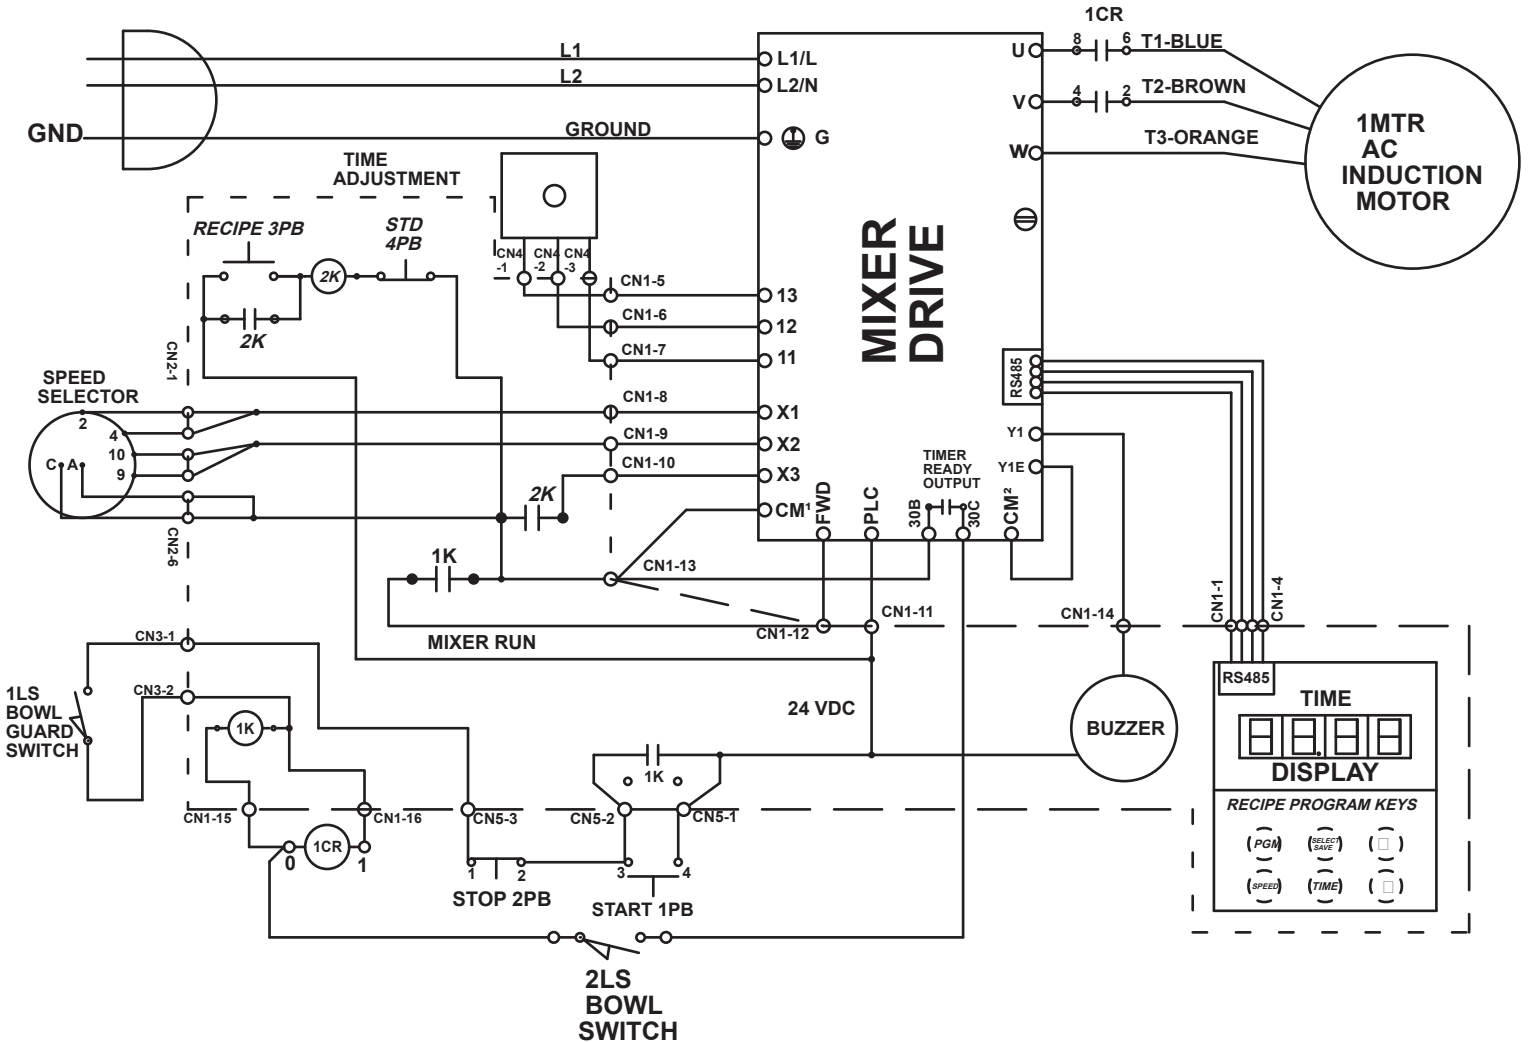 1CR
L1
L2
GND
GROUND
L1/L
L2/N
G
U
V
W
8
6
T1-BLUE
4
2
T2-BROWN
T3-ORANGE
1MTR
AC
INDUCTION
MOTOR
MIXER
DRIVE
TIME
ADJUSTMENT
RECIPE 3PB
STD
4PB
2K
2K
CN4
-1
CN4
-2
CN4
-3
CN1-5
13
CN1-6
12
CN1-7
11
CN2-1
SPEED
SELECTOR
2
4
10
9
C
A
CN1-8
X1
CN1-9
X2
CN1-10
X3
CM¹
2K
CN2-6
RS485
Y1
Y1E
TIMER
READY
OUTPUT
FWD
PLC
30B
30C
CM²
1K
CN1-13
CN1-12
CN1-11
CN1-14
CN1-1
CN1-4
MIXER RUN
CN3-1
CN3-2
1LS
BOWL
GUARD
SWITCH
1K
24 VDC
BUZZER
RS485
TIME
DISPLAY
RECIPE PROGRAM KEYS
PGM
SELECT
SAVE
SPEED
TIME
1K
CN1-15
CN1-16
CN5-3
CN5-2
CN5-1
0
1CR
1
1
2
STOP 2PB
3
4
START 1PB
2LS
BOWL
SWITCH